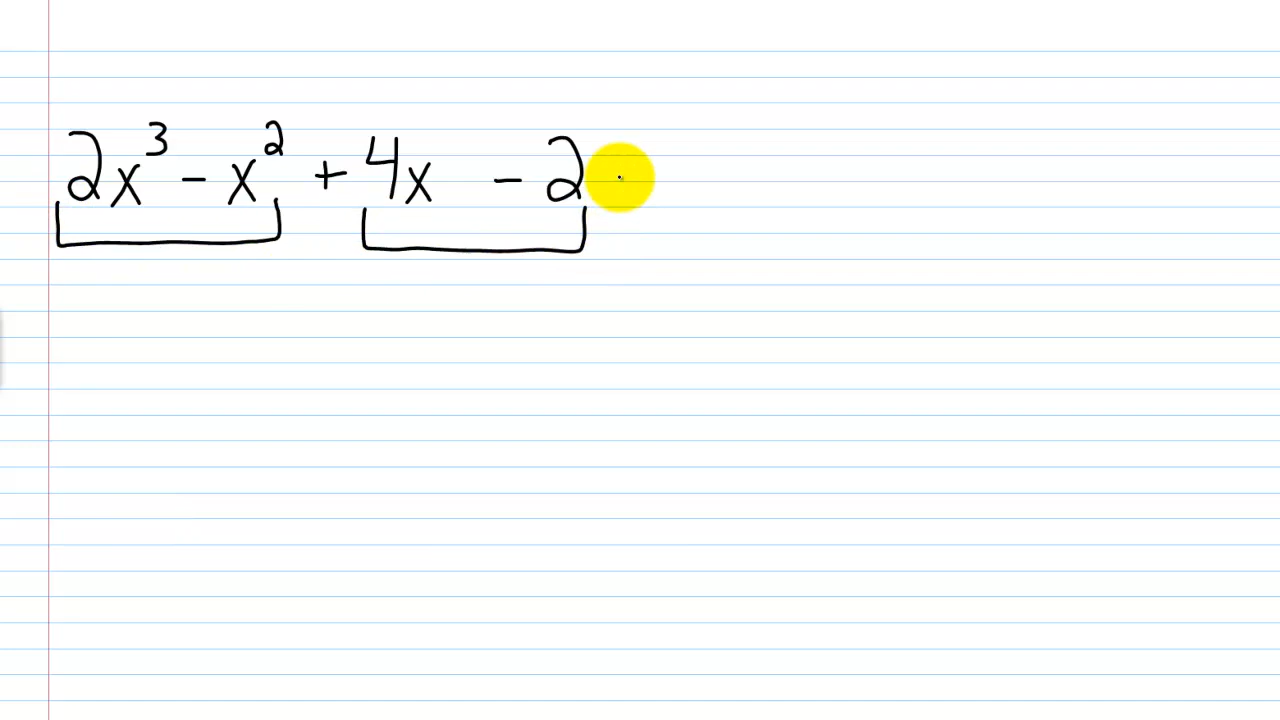 2x³ - x² + 4x - 2